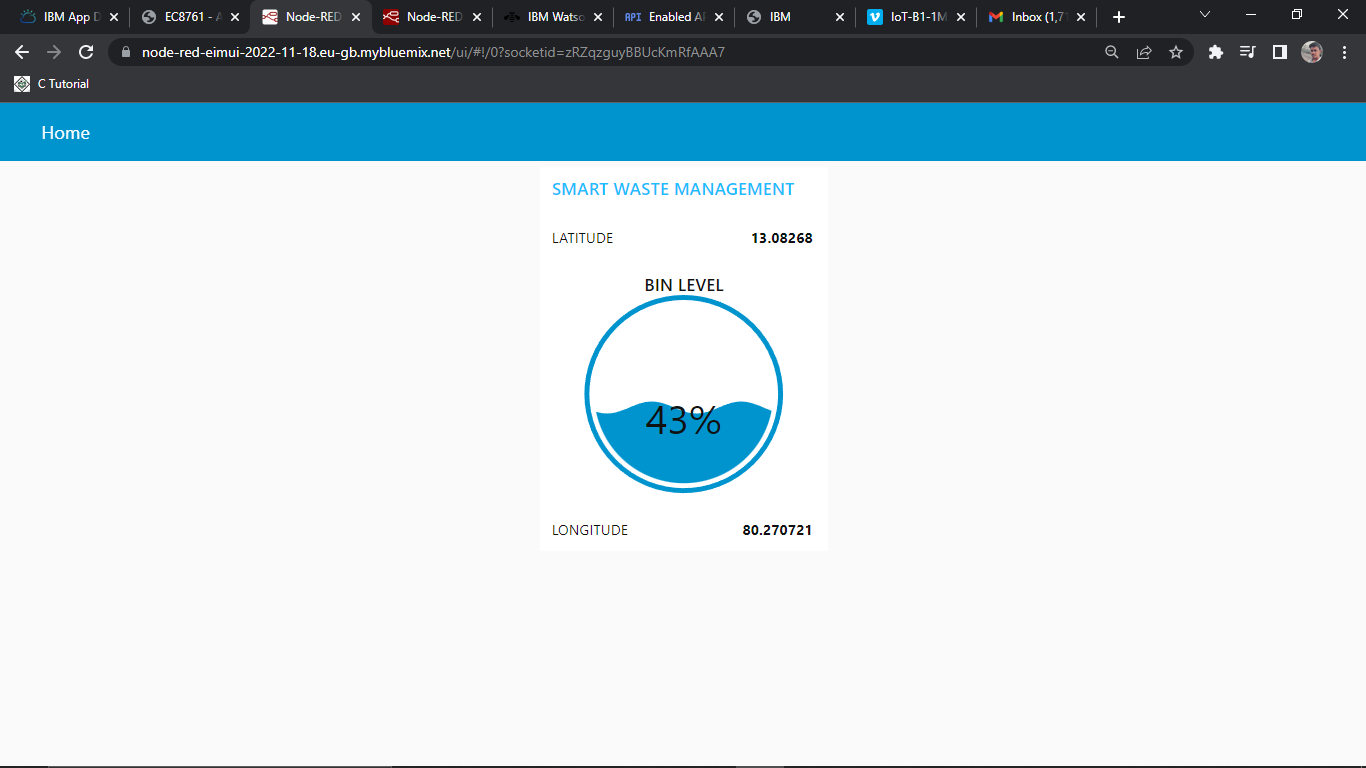 IBM App D
EC8761 - A
Node-RED
Node-RED
IBM Watso
API Enabled AP
IBM
IoT-B1-1M
Inbox (1,71
node-red-eimui-2022-11-18.eu-gb.mybluemix.net/ui/#!/0?socketid=zRZqzguyBBUcKmRfAAA7
C Tutorial
Home
SMART WASTE MANAGEMENT
LATITUDE 13.08268
BIN LEVEL
43%
LONGITUDE 80.270721